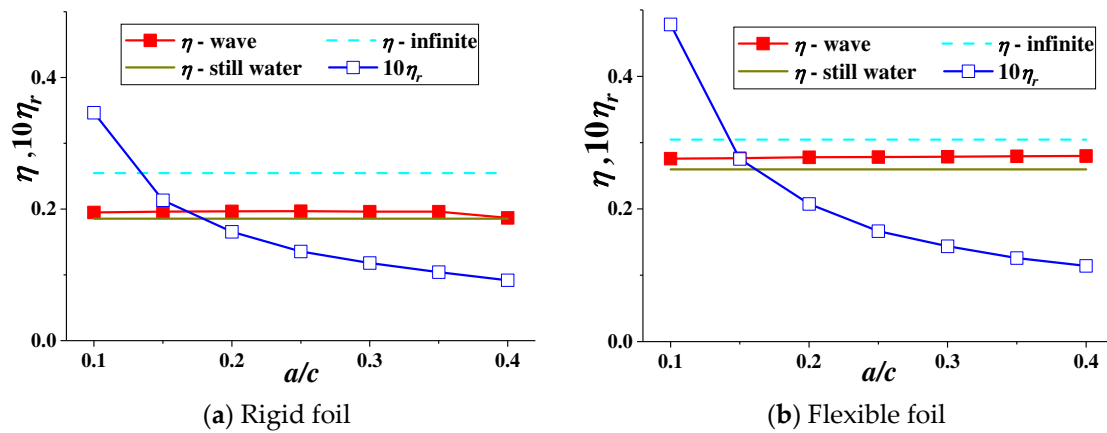 η - wave η - infinite
η - still water 10η_r
0.4
0.2
0.0
η ,10η_r
0.1 0.2 0.3 0.4
a/c
(a) Rigid foil
η - wave η - infinite
η - still water 10η_r
0.4
0.2
0.0
η ,10η_r
0.1 0.2 0.3 0.4
a/c
(b) Flexible foil